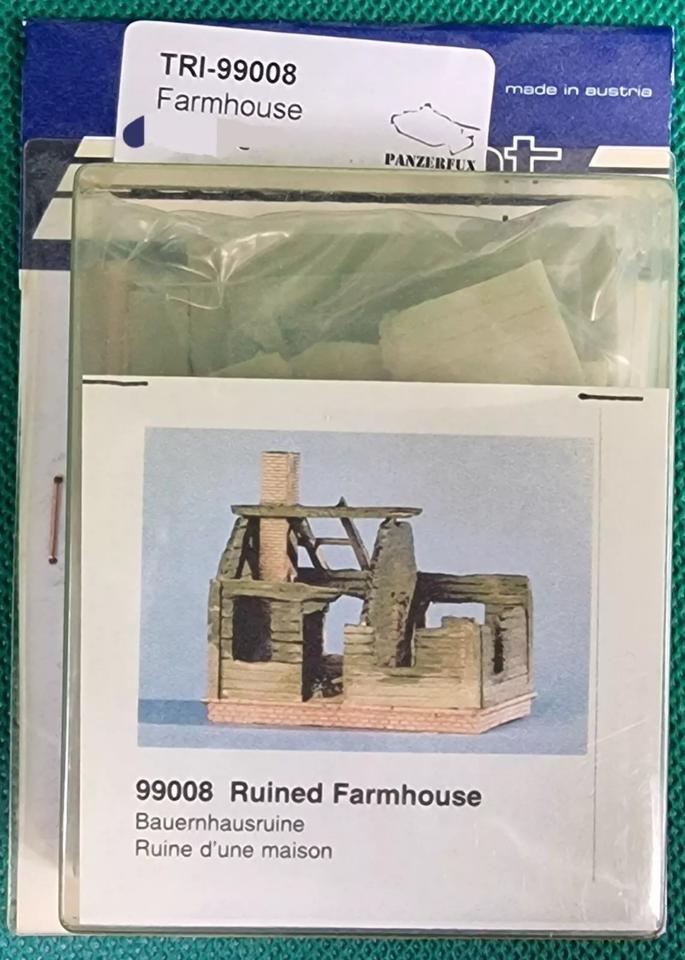 TRI-99008
Farmhouse
PANZERFUX
made in austria
99008 Ruined Farmhouse
Bauernhausruine
Ruine d'une maison